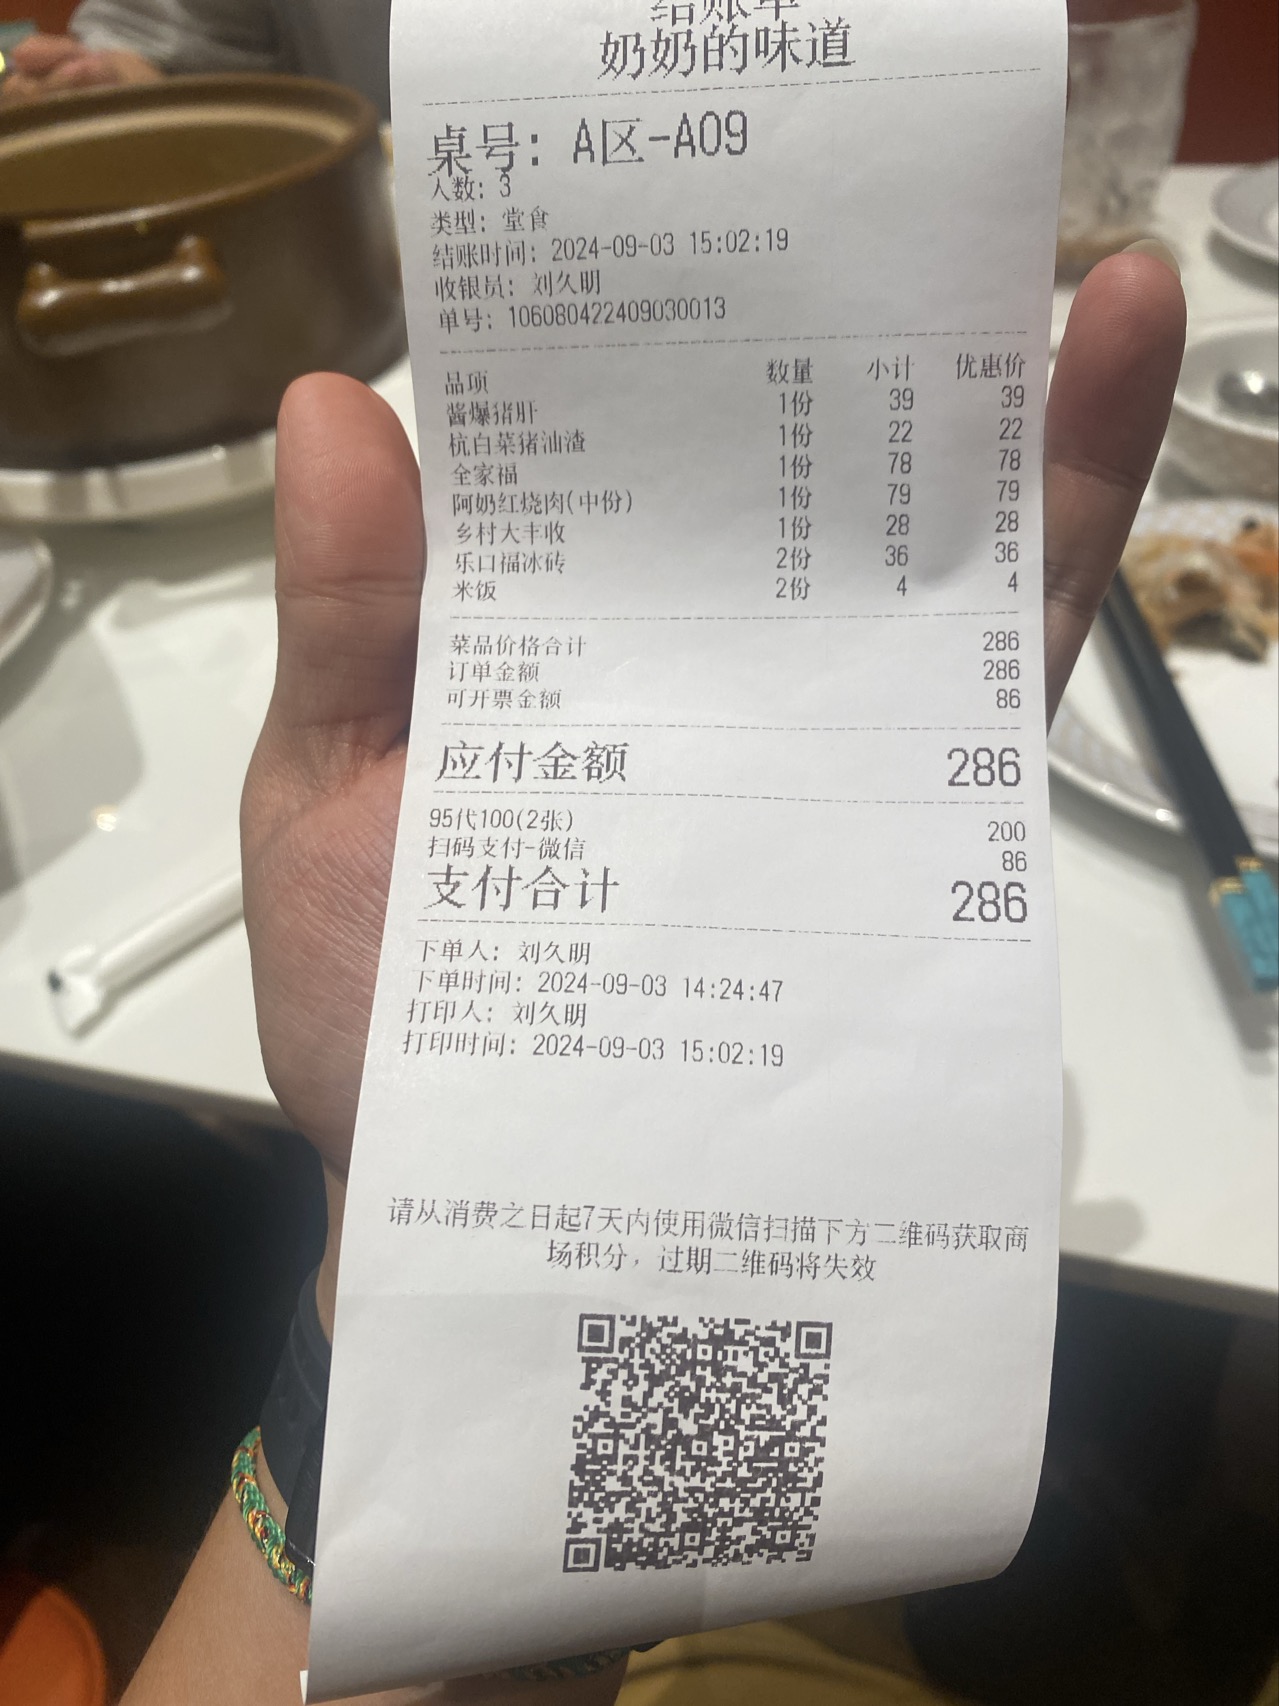 结账单
奶奶的味道
桌号: A区-A09
人数: 3
类型: 堂食
结账时间: 2024-09-03 15:02:19
收银员: 刘久明
单号: 106080422409030013
品项 数量 小计 优惠价
酱爆猪肝 1份 39 39
杭白菜猪油渣 1份 22 22
全家福 1份 78 78
阿奶红烧肉(中份) 1份 79 79
乡村大丰收 1份 28 28
乐口福冰砖 2份 36 36
米饭 2份 4 4
菜品价格合计 286
订单金额 286
可开票金额 86
应付金额 286
95代100(2张) 200
扫码支付-微信 86
支付合计 286
下单人: 刘久明
下单时间: 2024-09-03 14:24:47
打印人: 刘久明
打印时间: 2024-09-03 15:02:19
请从消费之日起7天内使用微信扫描下方二维码获取商
场积分，过期二维码将失效